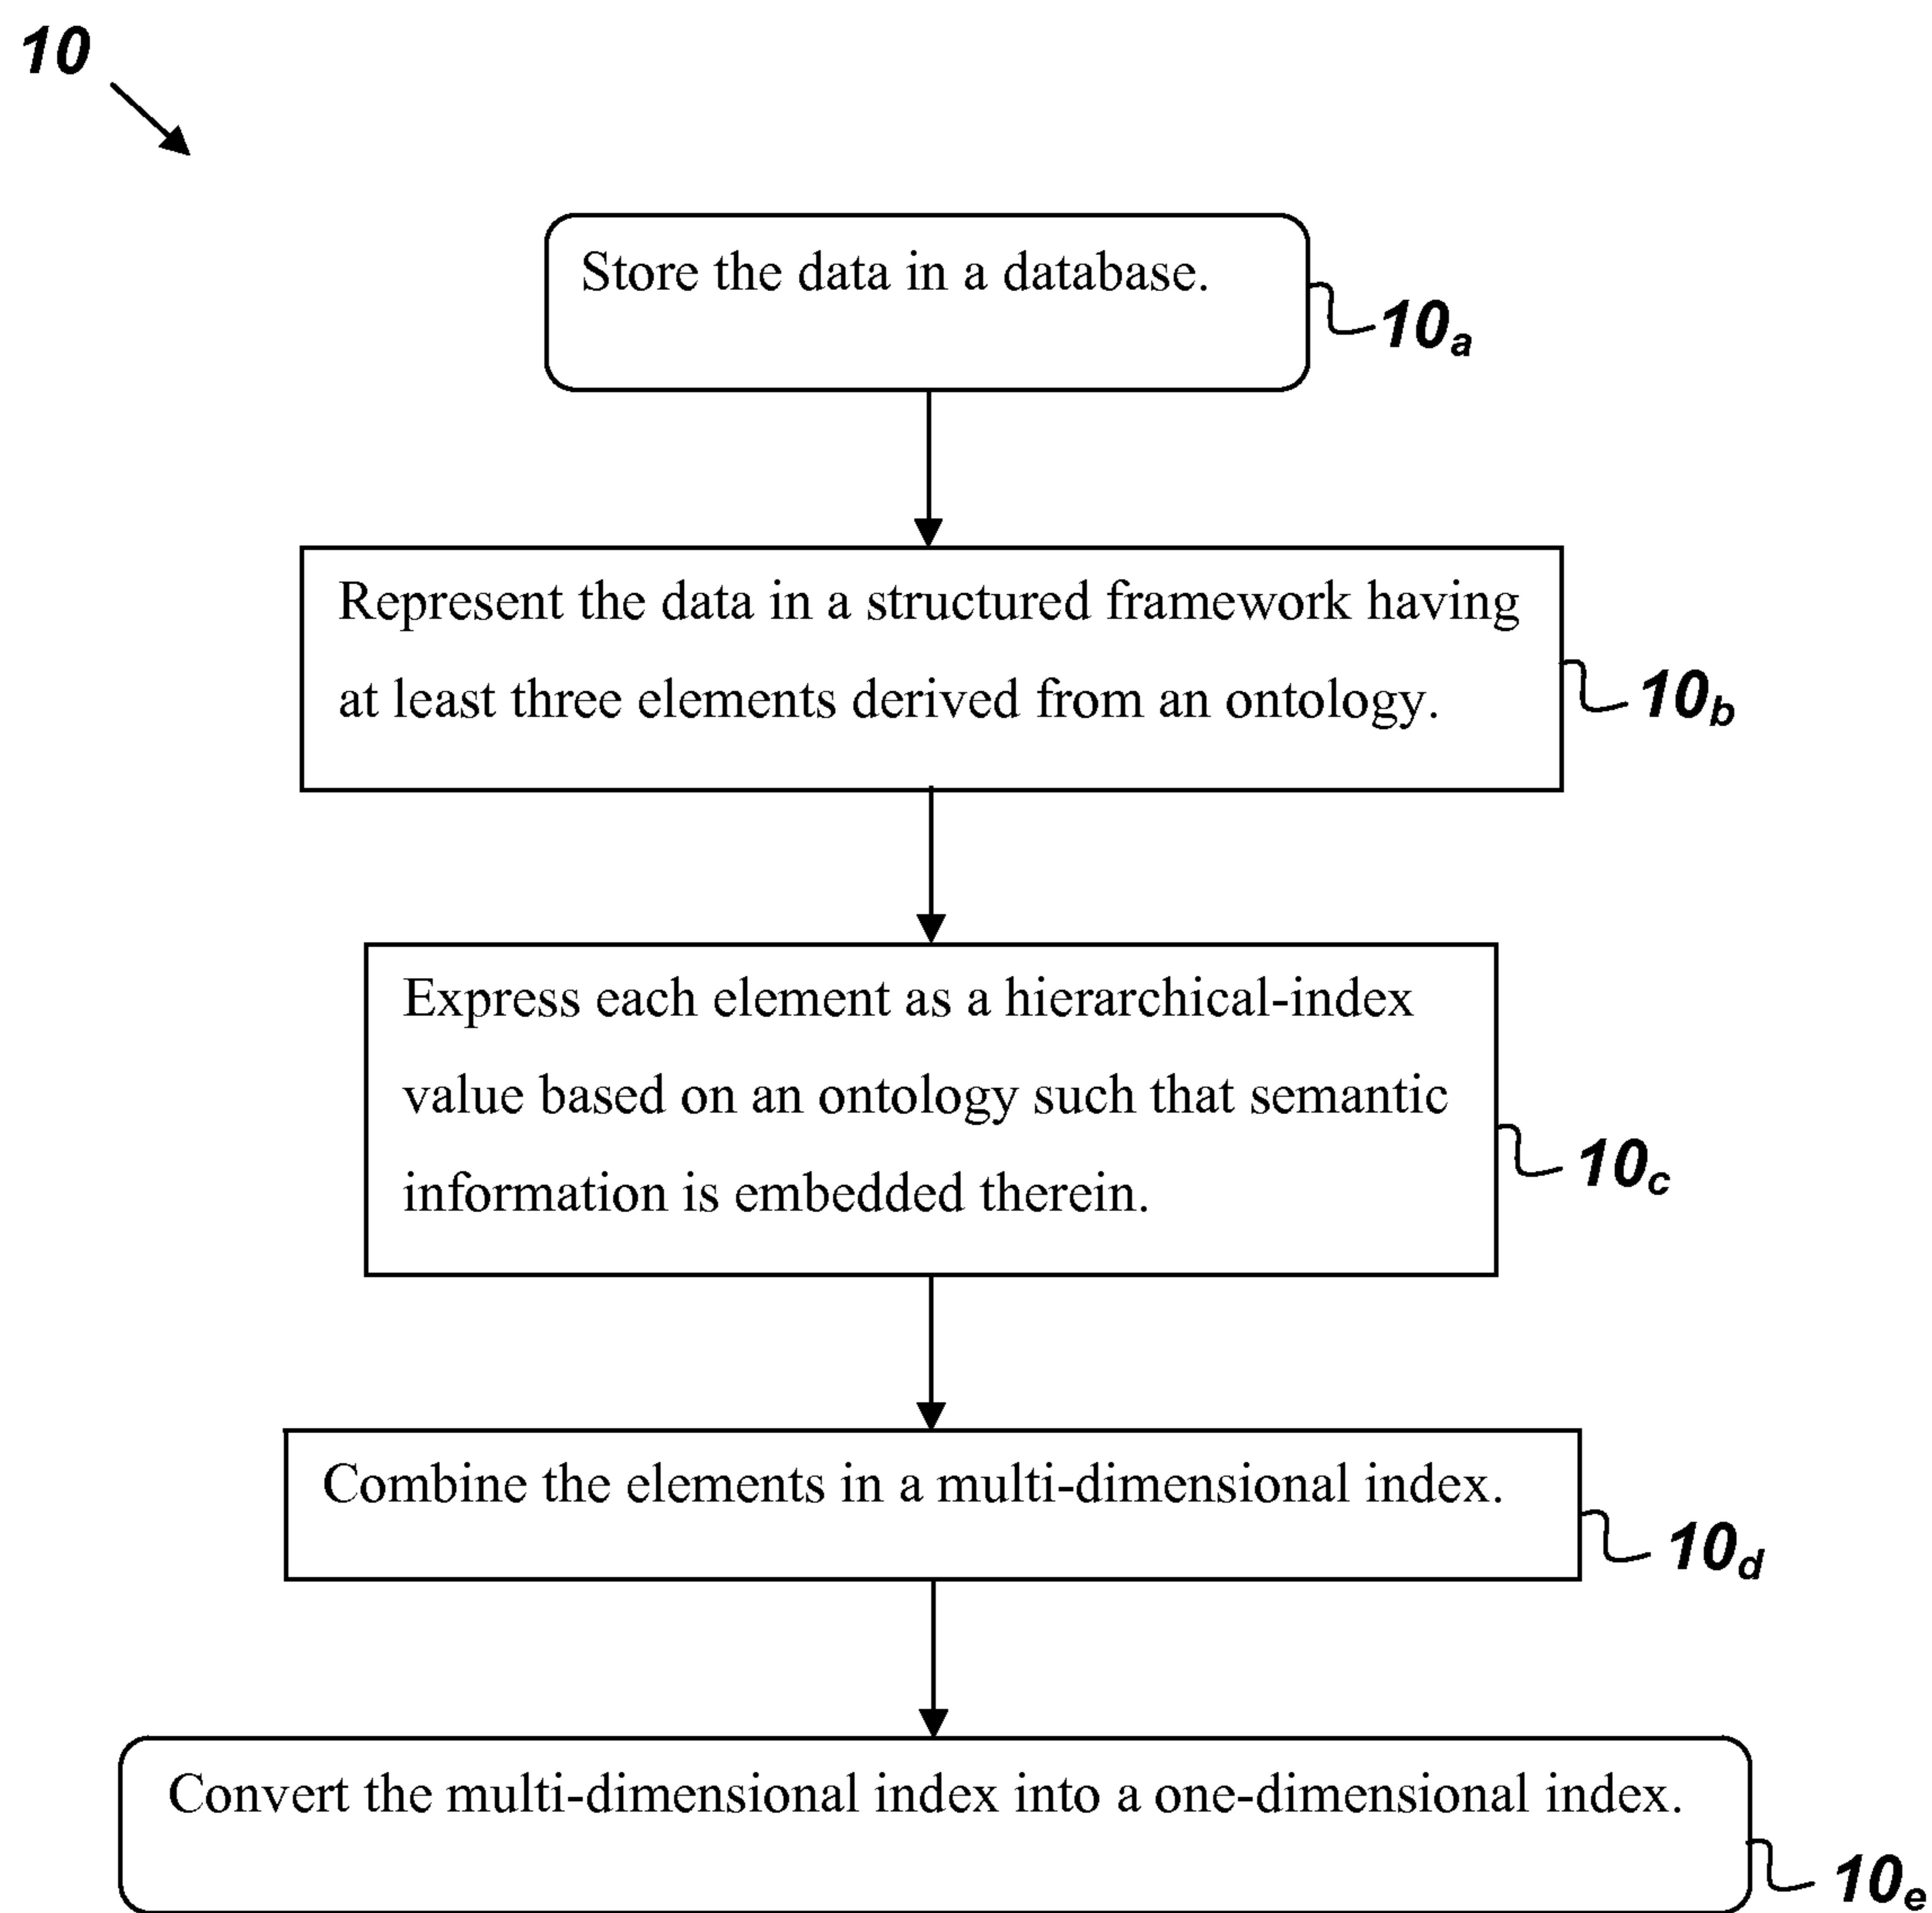 10
Store the data in a database.
10a
Represent the data in a structured framework having
at least three elements derived from an ontology.
10b
Express each element as a hierarchical-index
value based on an ontology such that semantic
information is embedded therein.
10c
Combine the elements in a multi-dimensional index.
10d
Convert the multi-dimensional index into a one-dimensional index.
10e